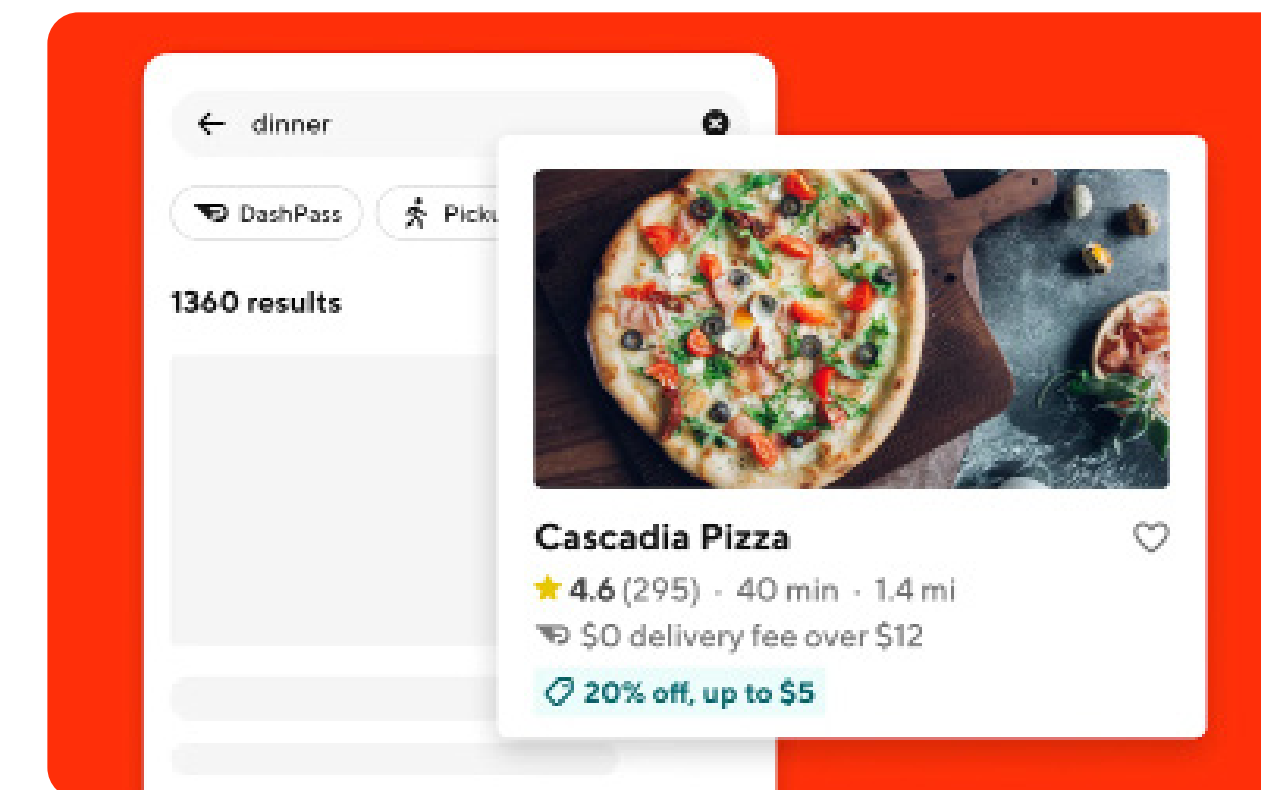 dinner
DashPass
Picku
1360 results
Cascadia Pizza
4.6 (295) · 40 min · 1.4 mi
$0 delivery fee over $12
20% off, up to $5